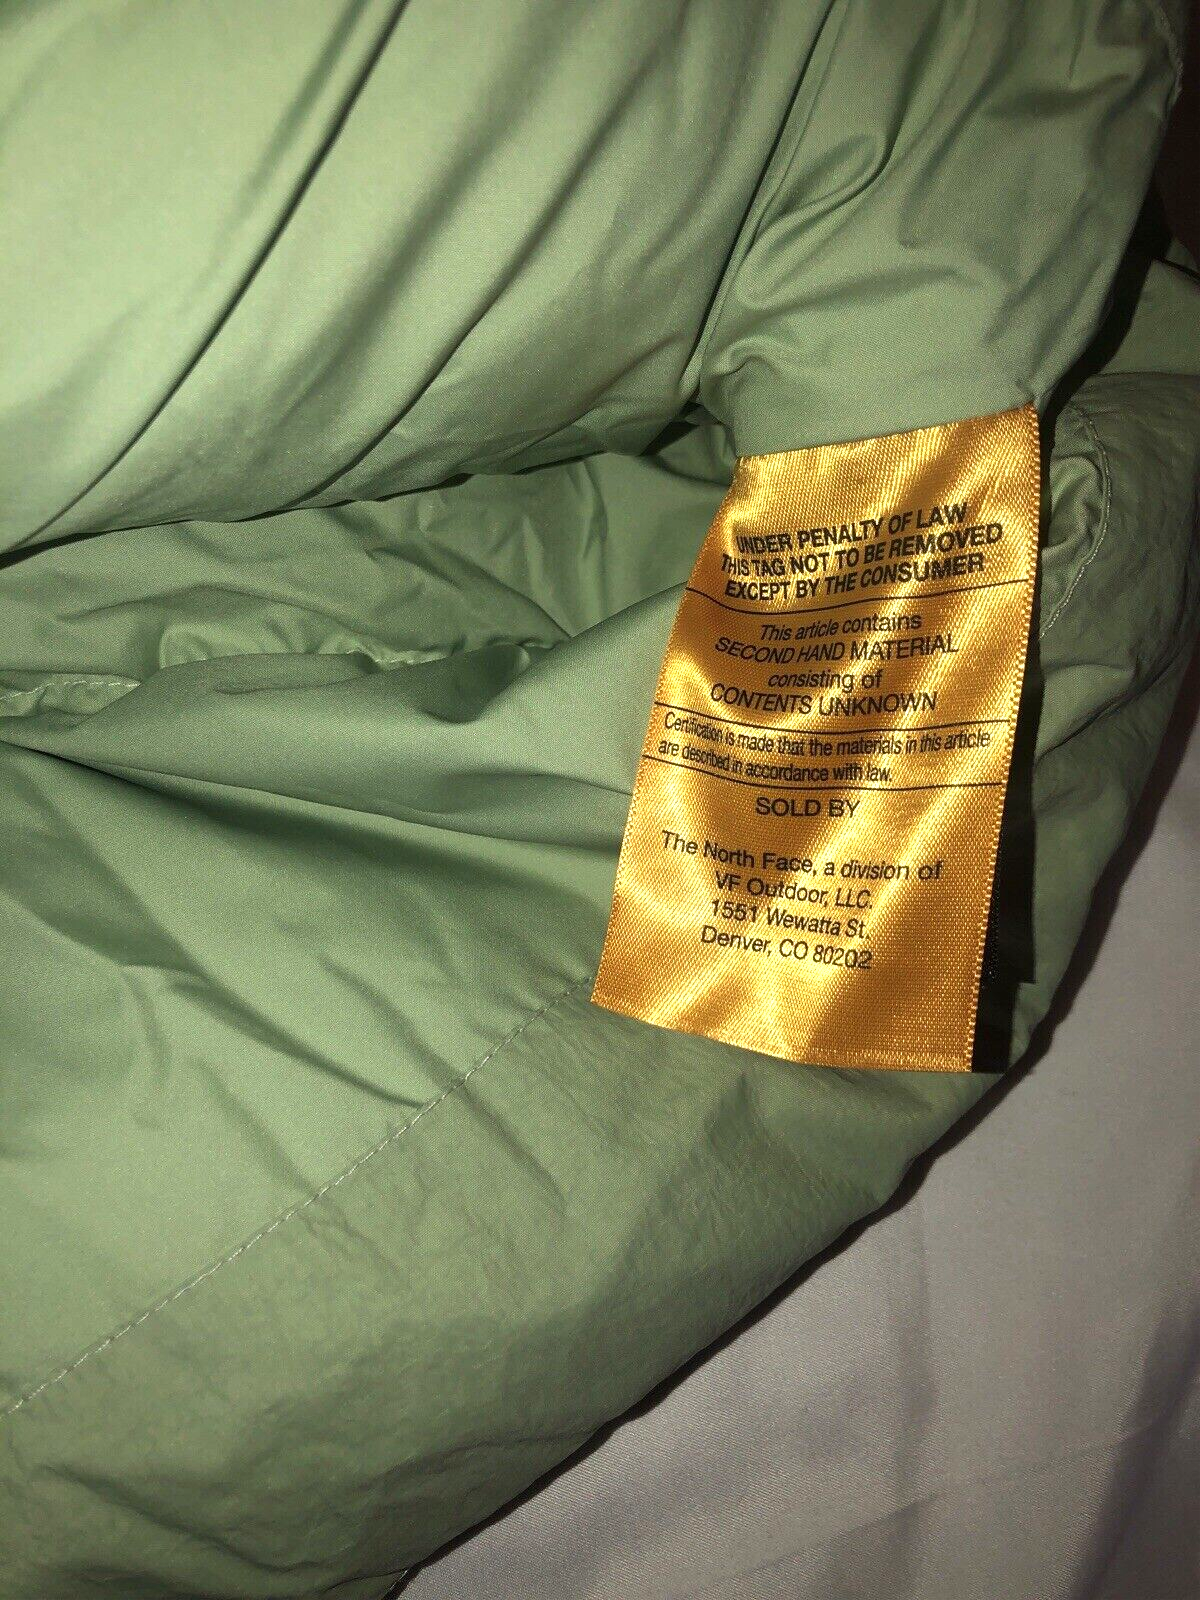 UNDER PENALTY OF LAW
THIS TAG NOT TO BE REMOVED
EXCEPT BY THE CONSUMER
This article contains
SECOND HAND MATERIAL
consisting of
CONTENTS UNKNOWN
Certification is made that the materials in this article
are described in accordance with law.
SOLD BY
The North Face, a division of
VF Outdoor, LLC.
1551 Wewatta St.
Denver, CO 80202